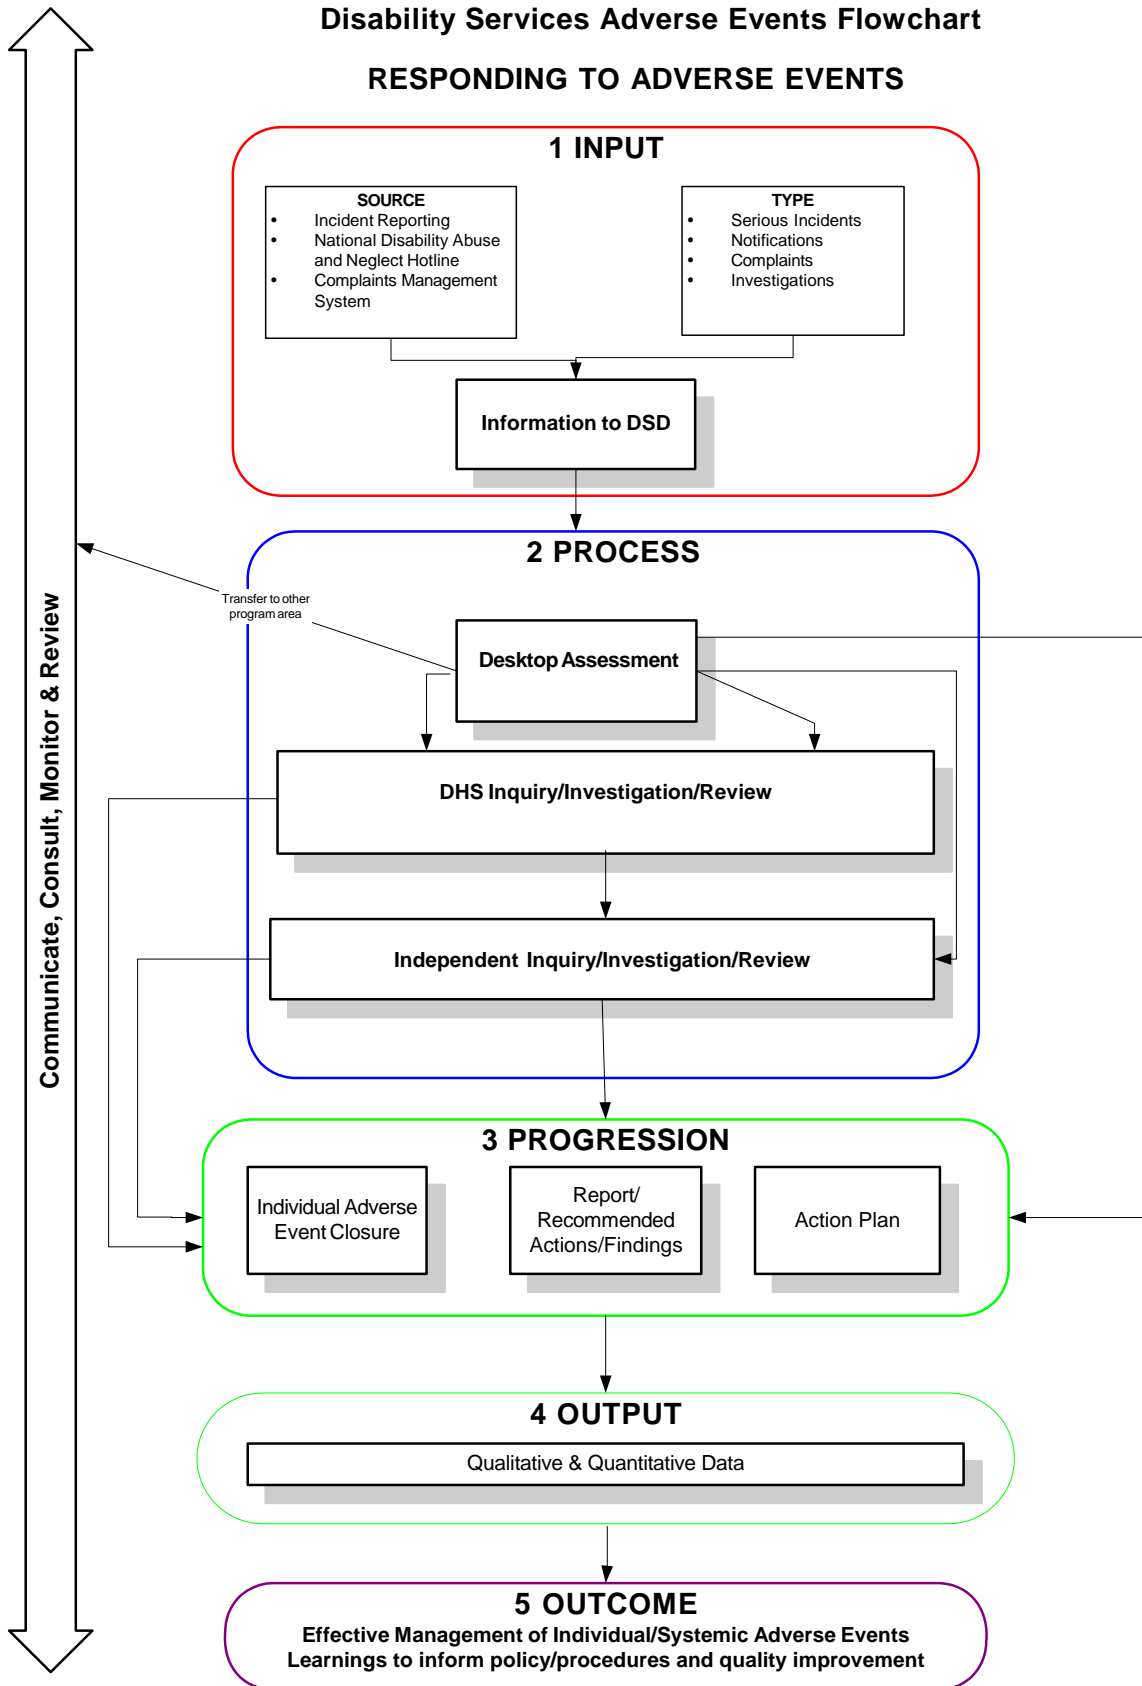 Disability Services Adverse Events Flowchart
RESPONDING TO ADVERSE EVENTS
1 INPUT
SOURCE
• Incident Reporting
• National Disability Abuse
and Neglect Hotline
• Complaints Management
System
TYPE
• Serious Incidents
• Notifications
• Complaints
• Investigations
Information to DSD
2 PROCESS
Transfer to other
program area
Desktop Assessment
DHS Inquiry/Investigation/Review
Independent Inquiry/Investigation/Review
Communicate, Consult, Monitor & Review
3 PROGRESSION
Individual Adverse
Event Closure
Report/
Recommended
Actions/Findings
Action Plan
4 OUTPUT
Qualitative & Quantitative Data
5 OUTCOME
Effective Management of Individual/Systemic Adverse Events
Learnings to inform policy/procedures and quality improvement